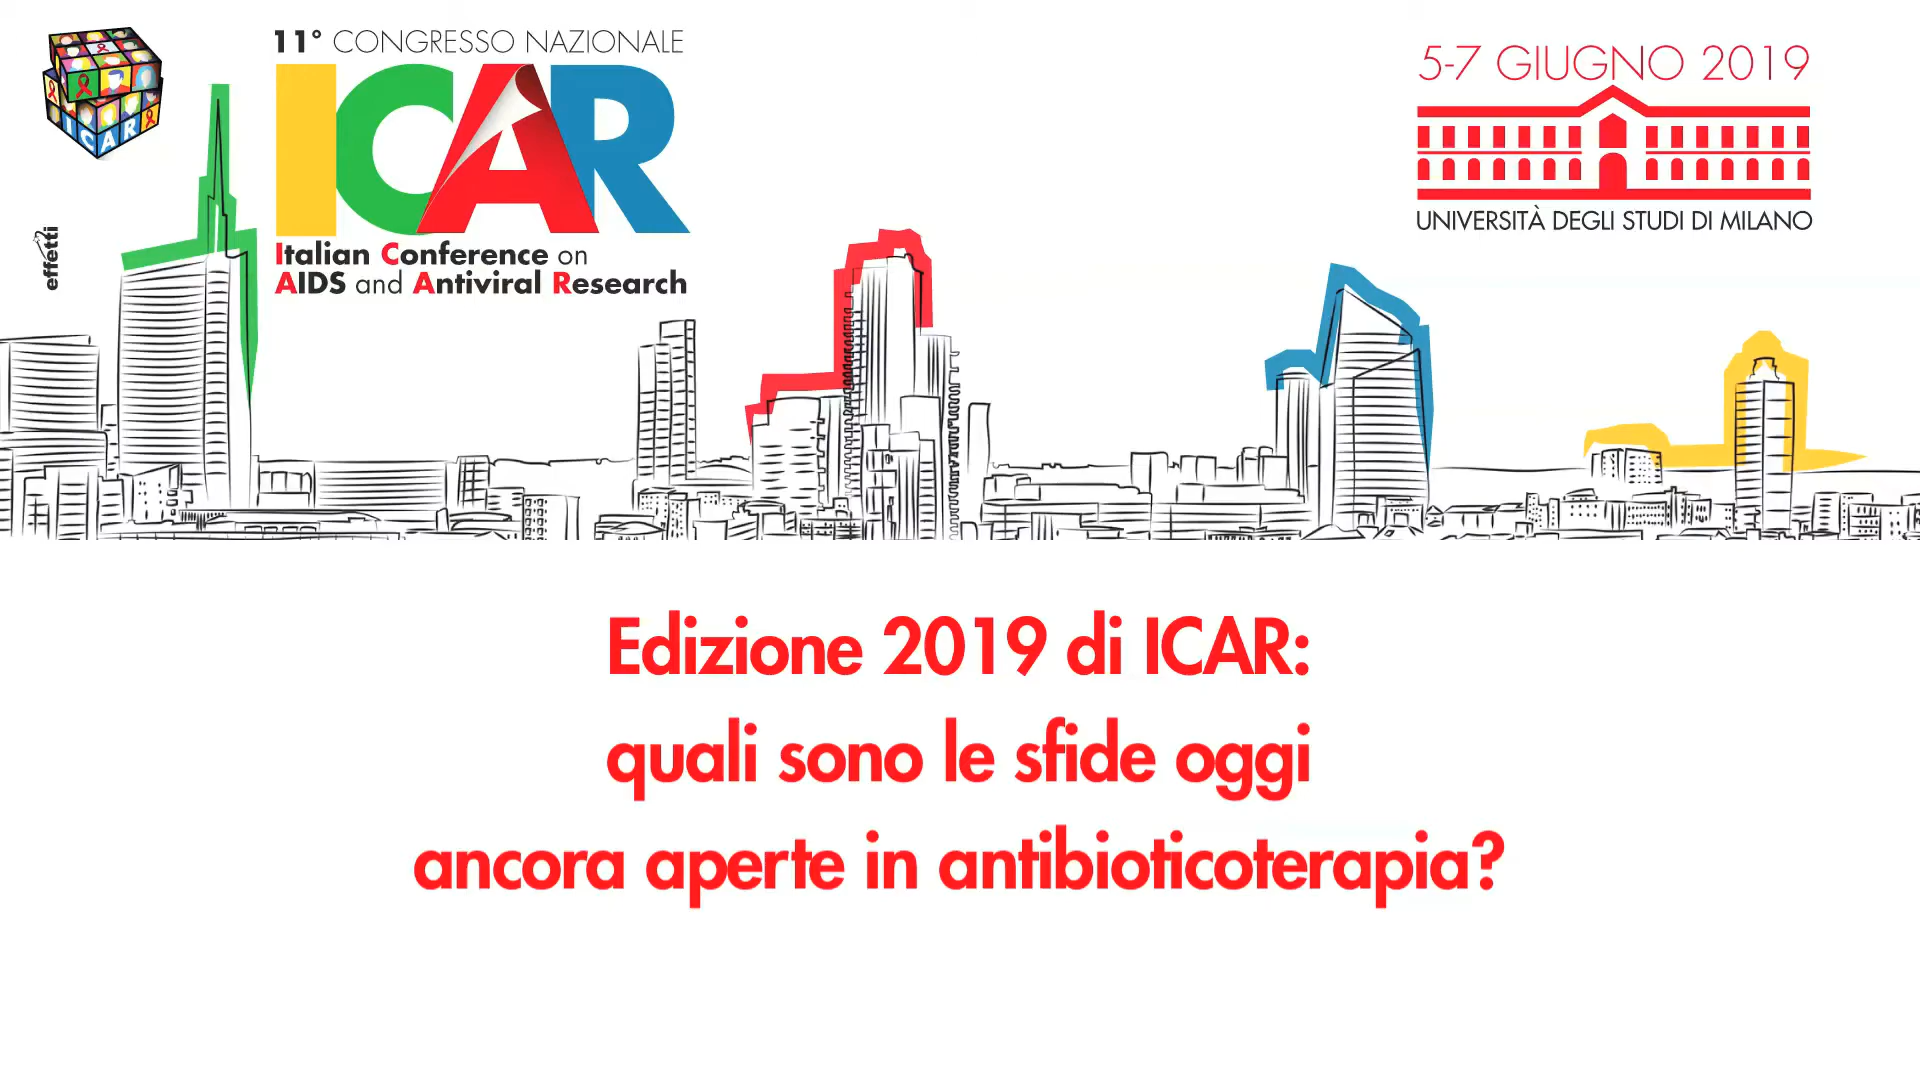 11° CONGRESSO NAZIONALE
ICAR
Italian Conference on
AIDS and Antiviral Research
ICAR
effetti
5-7 GIUGNO 2019
UNIVERSITÀ DEGLI STUDI DI MILANO
Edizione 2019 di ICAR:
quali sono le sfide oggi
ancora aperte in antibioticoterapia?